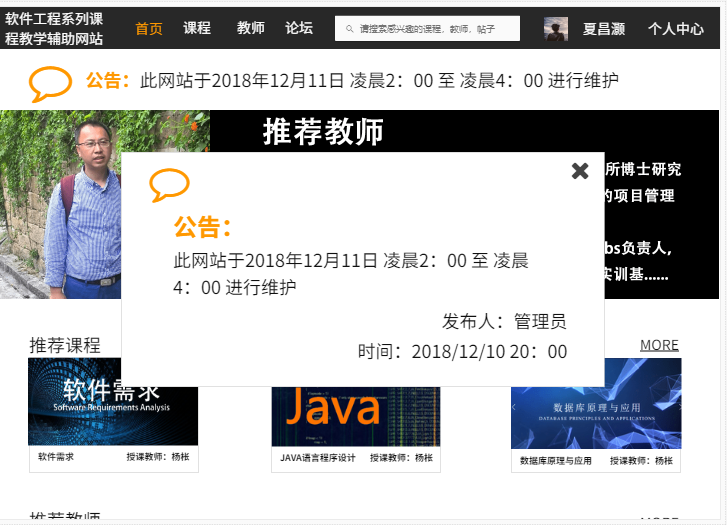 软件工程系列课
程教学辅助网站
首页 课程 教师 论坛 请搜索感兴趣的课程，教师，帖子 夏昌灏 个人中心
公告：此网站于2018年12月11日 凌晨2：00 至 凌晨4：00 进行维护
推荐教师
所博士研究
的项目管理
bs负责人,
实训基......
公告：
此网站于2018年12月11日 凌晨2：00 至 凌晨
4：00 进行维护
发布人：管理员
时间：2018/12/10 20：00
推荐课程 MORE
软件需求
Software Requirements Analysis
软件需求 授课教师：杨枨
Java
JAVA语言程序设计 授课教师：杨枨
数据库原理与应用
DATABASE PRINCIPLES AND APPLICATIONS
数据库原理与应用 授课教师：杨枨
推荐教师 MORE